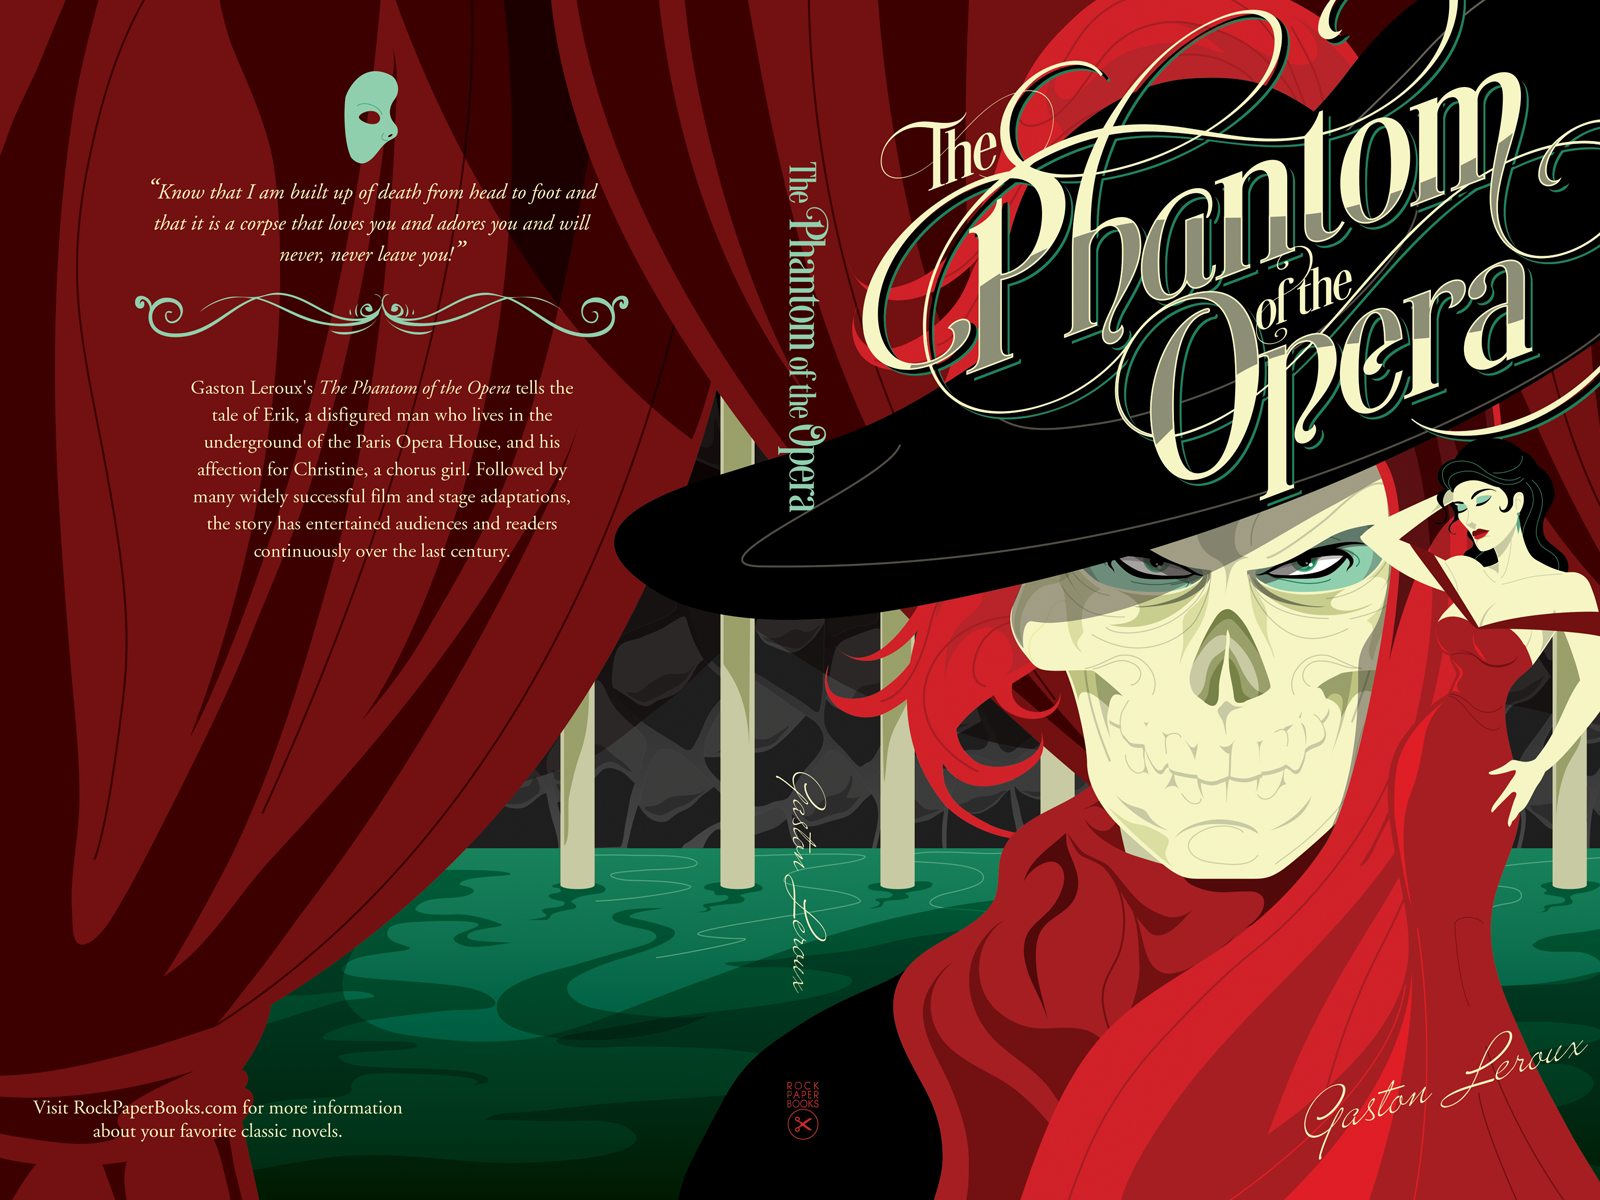 “Know that I am built up of death from head to foot and
that it is a corpse that loves you and adores you and will
never, never leave you!”
Gaston Leroux's The Phantom of the Opera tells the
tale of Erik, a disfigured man who lives in the
underground of the Paris Opera House, and his
affection for Christine, a chorus girl. Followed by
many widely successful film and stage adaptations,
the story has entertained audiences and readers
continuously over the last century.
Visit RockPaperBooks.com for more information
about your favorite classic novels.
The Phantom of the Opera
Gaston Leroux
ROCK
PAPER
BOOKS
The
Phantom
of the
Opera
Gaston Leroux